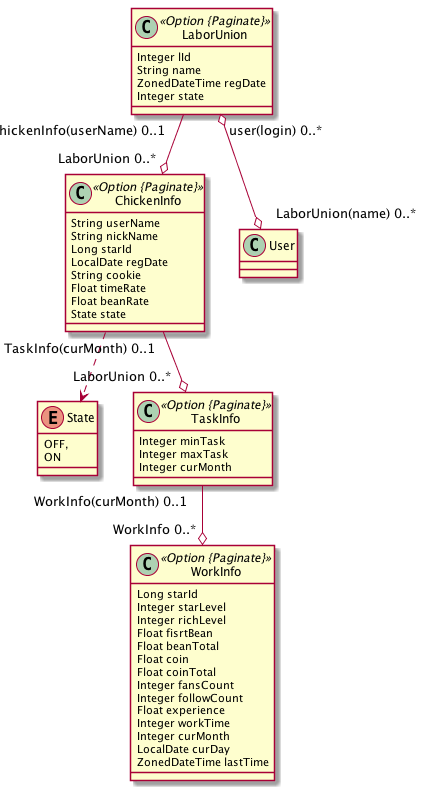 C «Option {Paginate}»
LaborUnion
Integer lId
String name
ZonedDateTime regDate
Integer state
hickenInfo(userName) 0..1
user(login) 0..*
LaborUnion 0..*
LaborUnion(name) 0..*
C «Option {Paginate}»
ChickenInfo
String userName
String nickName
Long starId
LocalDate regDate
String cookie
Float timeRate
Float beanRate
State state
C User
TaskInfo(curMonth) 0..1
LaborUnion 0..*
E State
OFF,
ON
C «Option {Paginate}»
TaskInfo
Integer minTask
Integer maxTask
Integer curMonth
WorkInfo(curMonth) 0..1
WorkInfo 0..*
C «Option {Paginate}»
WorkInfo
Long starId
Integer starLevel
Integer richLevel
Float fisrtBean
Float beanTotal
Float coin
Float coinTotal
Integer fansCount
Integer followCount
Float experience
Integer workTime
Integer curMonth
LocalDate curDay
ZonedDateTime lastTime